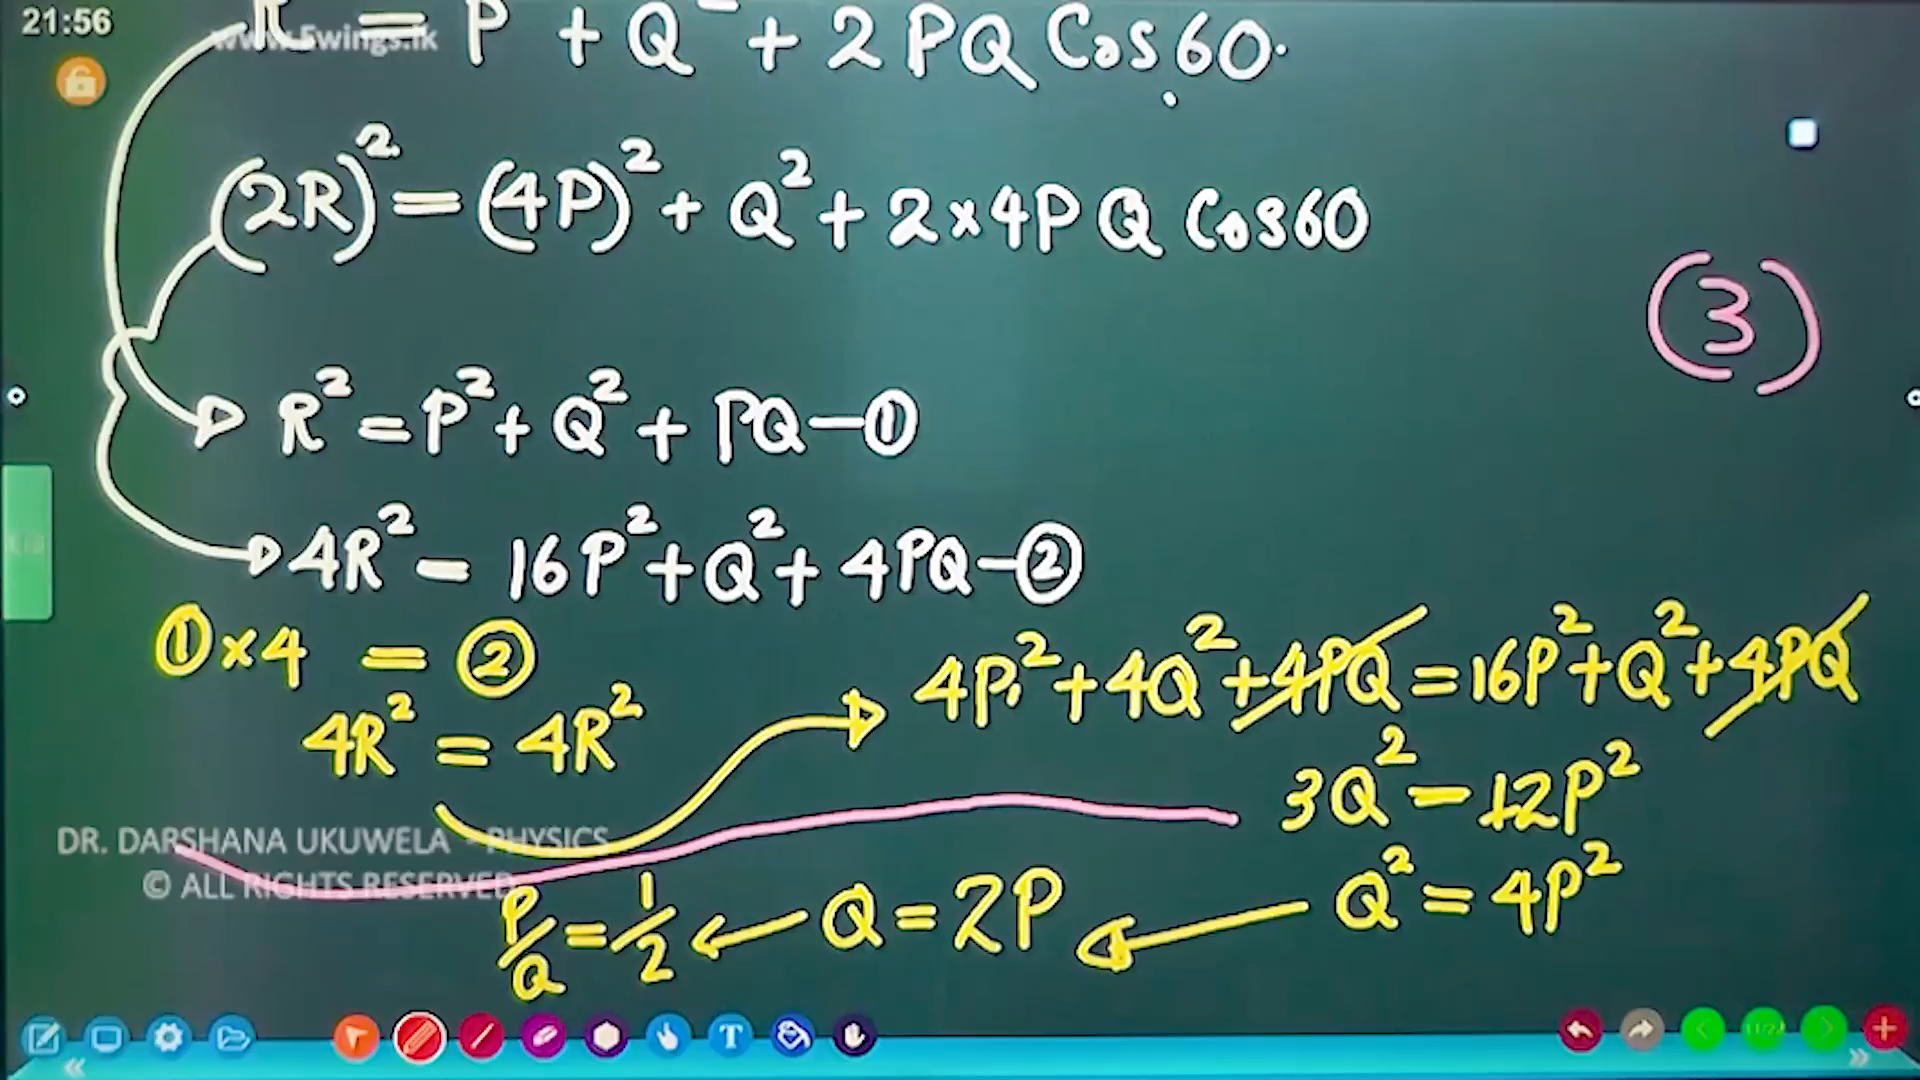 21:56
www.5wings.lk
R = P + Q² + 2PQ Cos60.
(2R)² = (4P)² + Q² + 2×4PQ Cos60
(3)
R² = P² + Q² + PQ — ①
4R² = 16P² + Q² + 4PQ — ②
①×4 = ②
4P² + 4Q² + 4PQ = 16P² + Q² + 4PQ
4R² = 4R²
3Q² = 12P²
DR. DARSHANA UKUWELA - PHYSICS
© ALL RIGHTS RESERVED
Q² = 4P²
Q = 2P
P/Q = 1/2
T